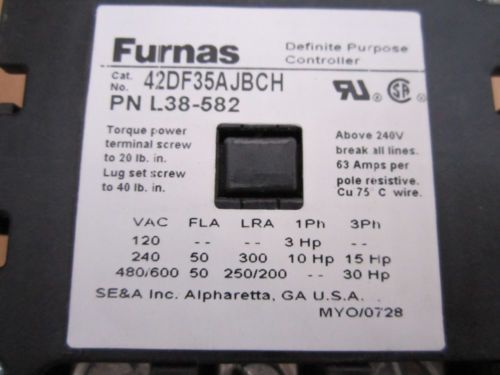 Furnas
Definite Purpose
Controller
Cat.
No. 42DF35AJBCH
PN L38-582
Torque power
terminal screw
to 20 lb. in.
Lug set screw
to 40 lb. in.
Above 240V
break all lines.
63 Amps per
pole resistive.
Cu 75° C wire.
VAC FLA LRA 1Ph 3Ph
120 -- -- 3 Hp
240 50 300 10 Hp 15 Hp
480/600 50 250/200 -- 30 Hp
SE&A Inc. Alpharetta, GA U.S.A.
MYO/0728